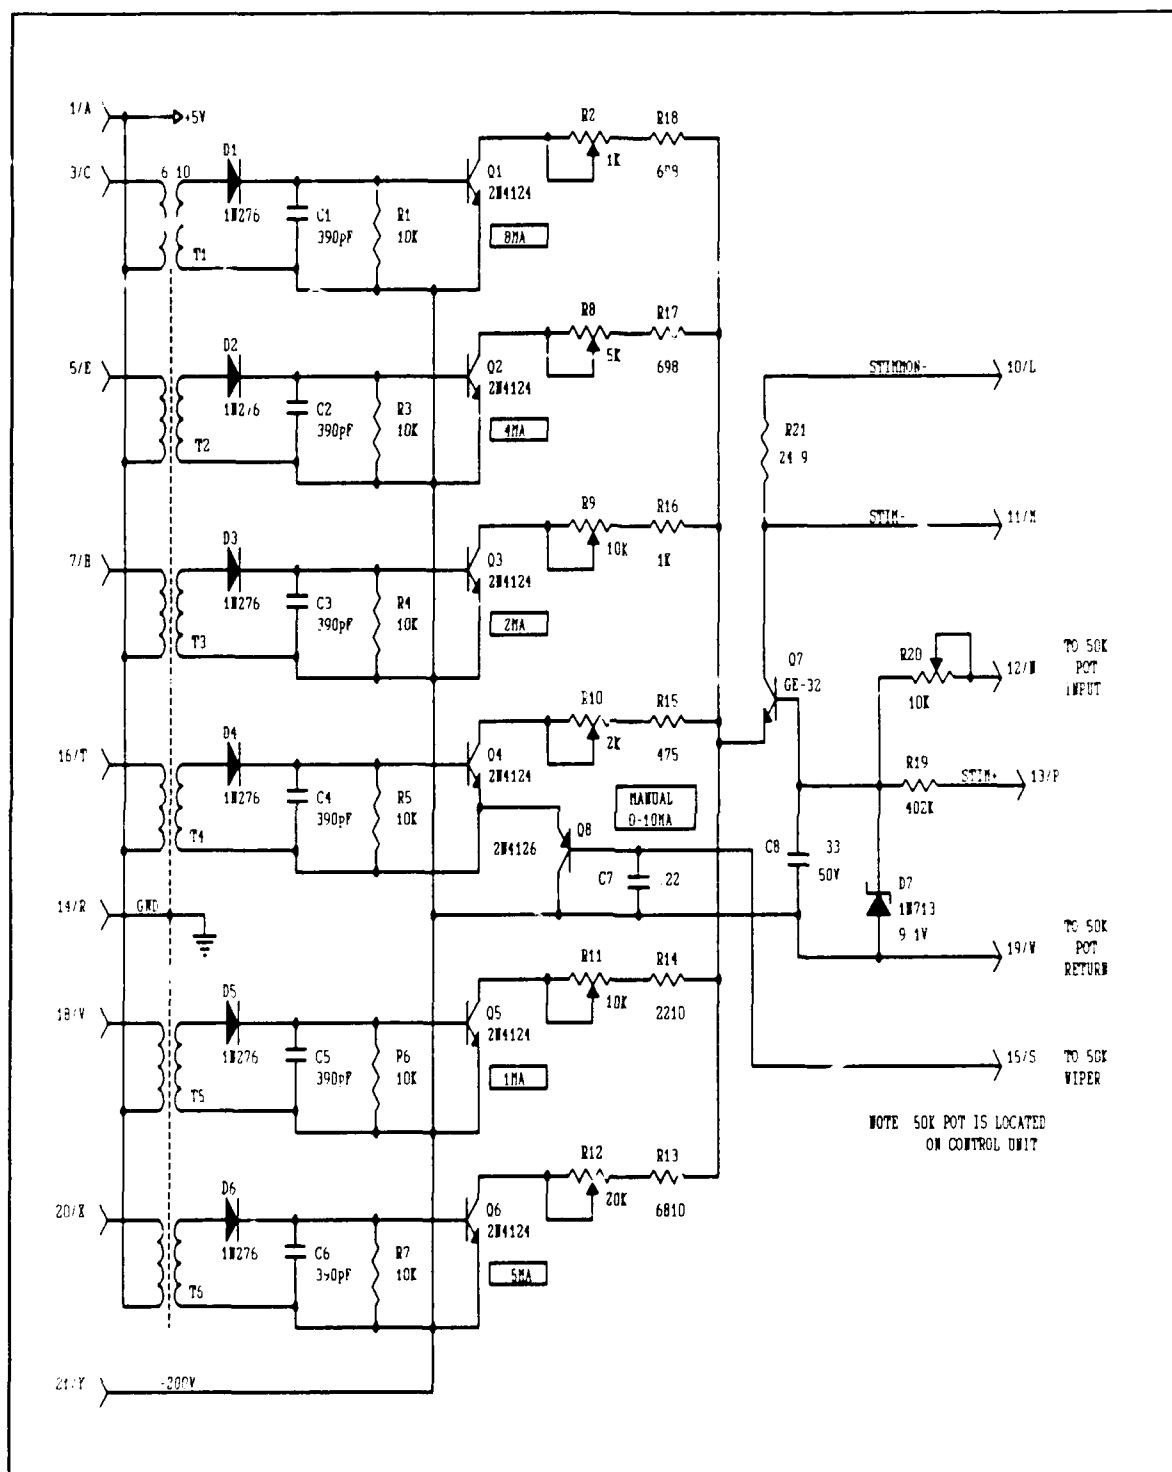 1/A
+5V
3/C
6 10
D1
1N276
T1
C1
390pF
R1
10K
Q1
2N4124
8MA
R2
1K
R18
5/E
D2
1N276
T2
C2
390pF
R3
10K
Q2
2N4124
4MA
R8
5K
R17
698
STIMMON-
10/L
R21
24 9
7/H
D3
1N276
T3
C3
390pF
R4
10K
Q3
2N4124
2MA
R9
10K
R16
1K
STIM-
11/M
Q7
GE-32
R20
10K
12/N
TO 50K
POT
INPUT
16/T
D4
1N276
T4
C4
390pF
R5
10K
Q4
2N4124
R10
2K
R15
475
MANUAL
0-10MA
Q8
2N4126
C7
.22
R19
402K
STIM+
13/P
C8
33
50V
D7
1N713
9 1V
14/R
GND
TO 50K
POT
RETURN
19/W
18/V
D5
1N276
T5
C5
390pF
R6
10K
Q5
2N4124
1MA
R11
10K
R14
2210
15/S
TO 50K
WIPER
NOTE 50K POT IS LOCATED
ON CONTROL UNIT
20/X
D6
1N276
T6
C6
390pF
R7
10K
Q6
2N4124
.5MA
R12
20K
R13
6810
21/Y
-200V